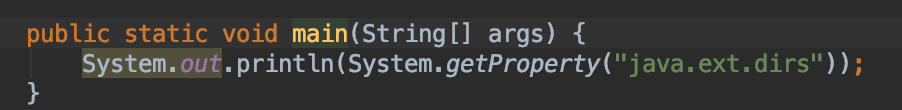 public static void main(String[] args) {
    System.out.println(System.getProperty("java.ext.dirs"));
}